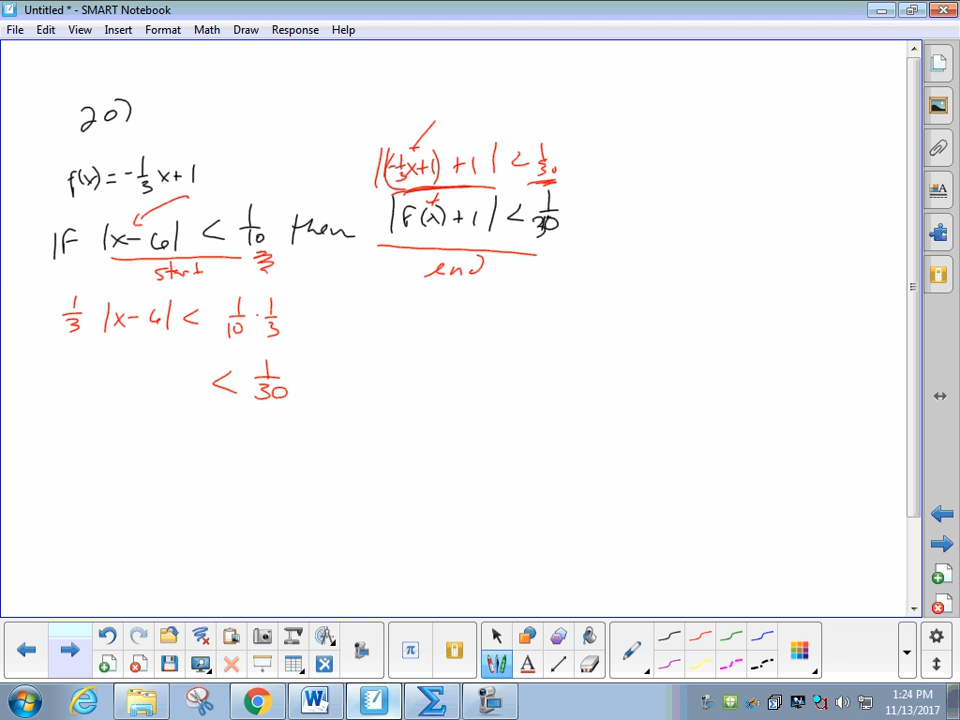 Untitled * - SMART Notebook
File Edit View Insert Format Math Draw Response Help
20)
f(x) = -1/3 x + 1
|(-1/3x+1) + 1| < 1/30
IF |x-6| < 1/10 then |F(x)+1| < 1/30
start
end
1/3 |x-6| < 1/10 · 1/3
< 1/30
1:24 PM
11/13/2017